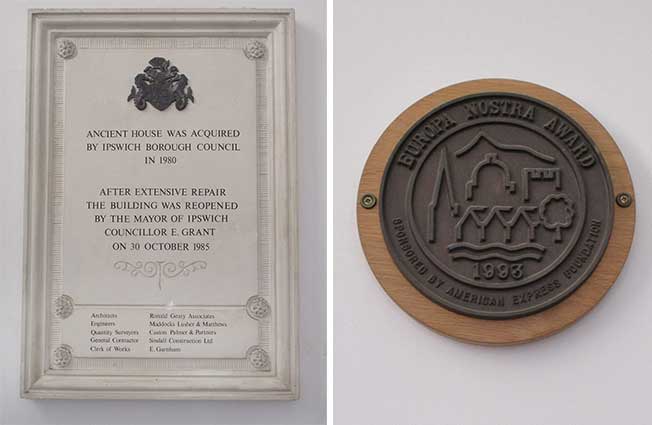 ANCIENT HOUSE WAS ACQUIRED
BY IPSWICH BOROUGH COUNCIL
IN 1980
AFTER EXTENSIVE REPAIR
THE BUILDING WAS REOPENED
BY THE MAYOR OF IPSWICH
COUNCILLOR E. GRANT
ON 30 OCTOBER 1985
Architects Ronald Geary Associates
Engineers Maddocks Lusher & Matthews
Quantity Surveyors Caston Palmer & Partners
General Contractor Sindall Construction Ltd
Clerk of Works E. Garnham
EUROPA NOSTRA AWARD
1993
SPONSORED BY AMERICAN EXPRESS FOUNDATION